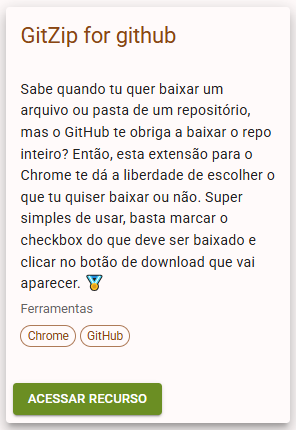 GitZip for github
Sabe quando tu quer baixar um
arquivo ou pasta de um repositório,
mas o GitHub te obriga a baixar o repo
inteiro? Então, esta extensão para o
Chrome te dá a liberdade de escolher o
que tu quiser baixar ou não. Super
simples de usar, basta marcar o
checkbox do que deve ser baixado e
clicar no botão de download que vai
aparecer. 🏅
Ferramentas
Chrome GitHub
ACESSAR RECURSO